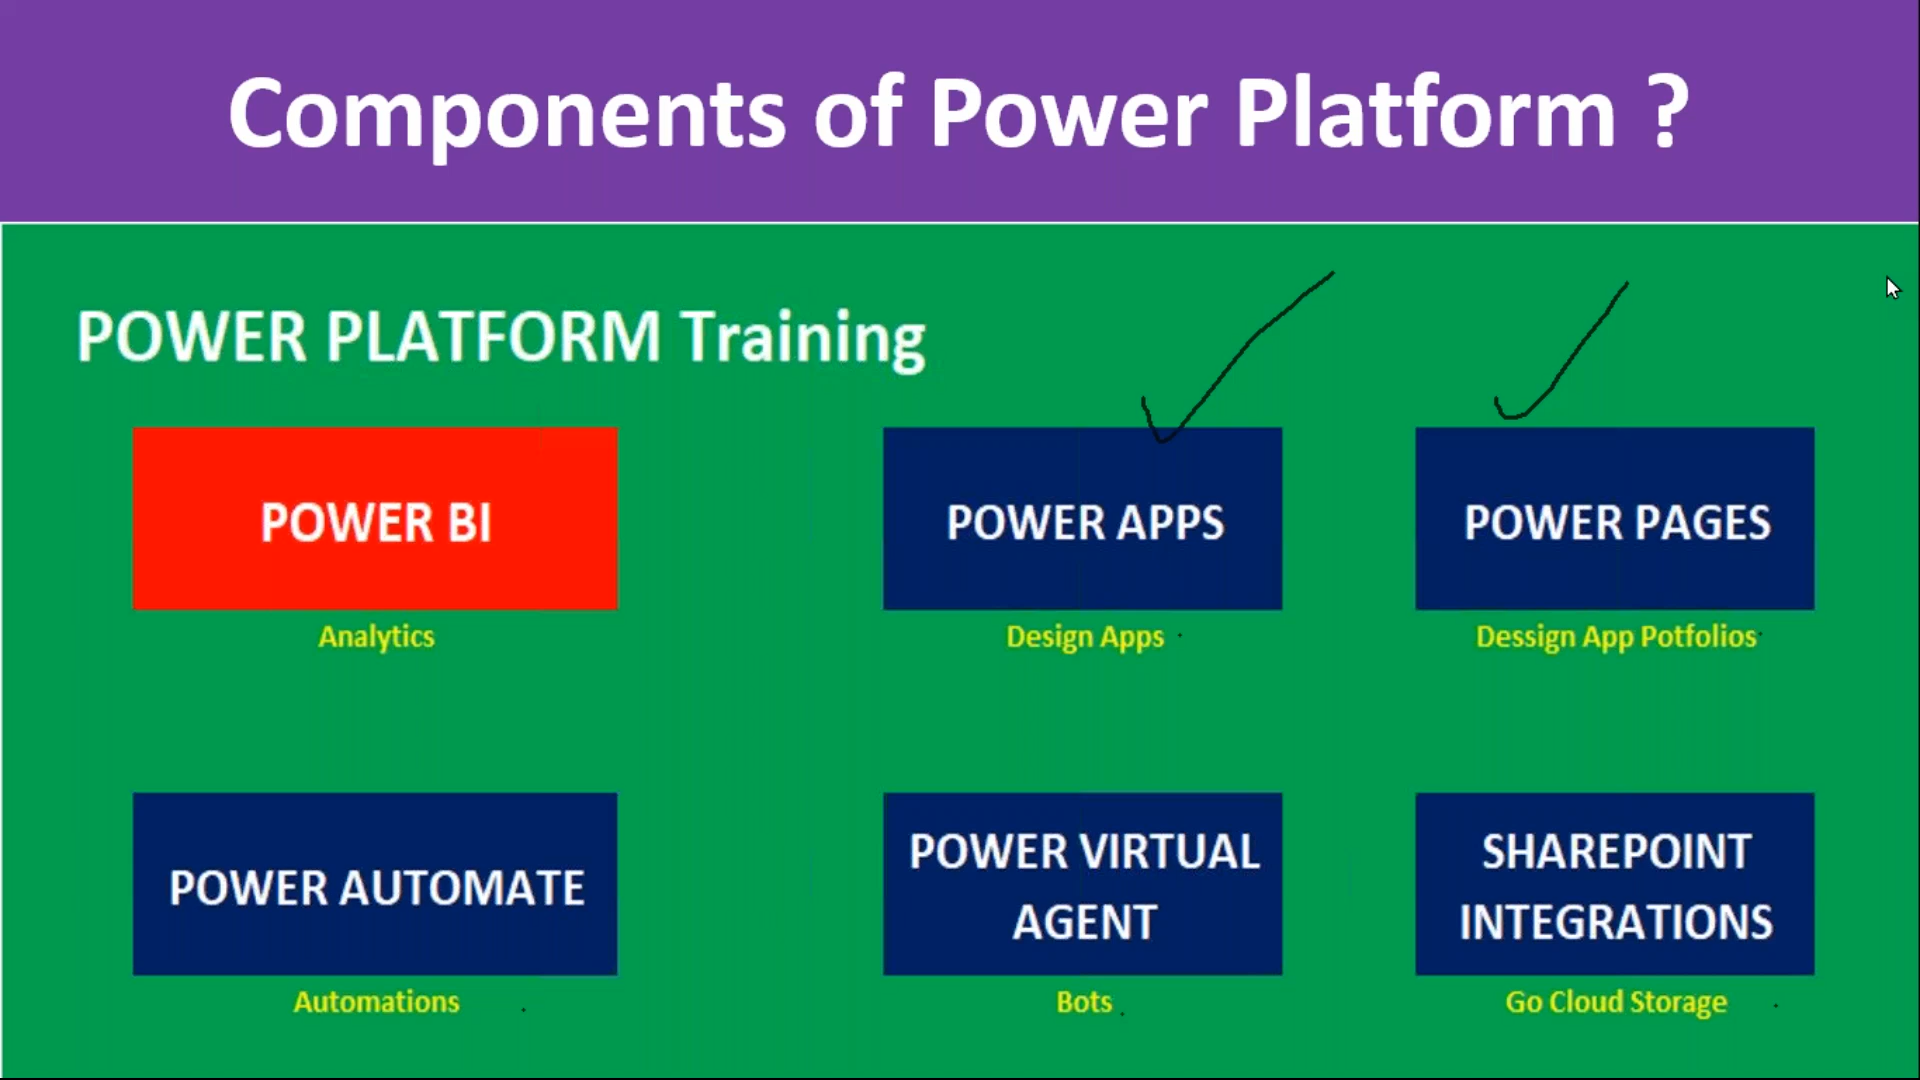 Components of Power Platform ?
POWER PLATFORM Training
POWER BI
POWER APPS
POWER PAGES
Analytics
Design Apps
Dessign App Potfolios
POWER AUTOMATE
POWER VIRTUAL
AGENT
SHAREPOINT
INTEGRATIONS
Automations
Bots
Go Cloud Storage